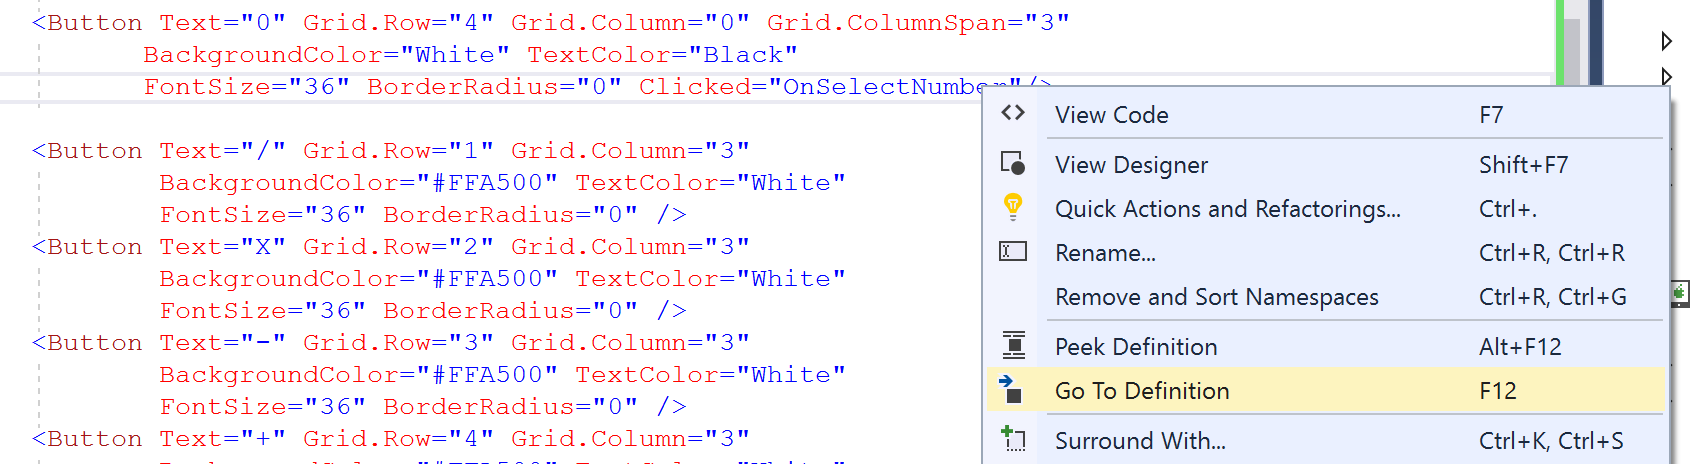 <Button Text="0" Grid.Row="4" Grid.Column="0" Grid.ColumnSpan="3"
BackgroundColor="White" TextColor="Black"
FontSize="36" BorderRadius="0" Clicked="OnSelectNumber"/>
<Button Text="/" Grid.Row="1" Grid.Column="3"
BackgroundColor="#FFA500" TextColor="White"
FontSize="36" BorderRadius="0" />
<Button Text="X" Grid.Row="2" Grid.Column="3"
BackgroundColor="#FFA500" TextColor="White"
FontSize="36" BorderRadius="0" />
<Button Text="-" Grid.Row="3" Grid.Column="3"
BackgroundColor="#FFA500" TextColor="White"
FontSize="36" BorderRadius="0" />
<Button Text="+" Grid.Row="4" Grid.Column="3"
View Code F7
View Designer Shift+F7
Quick Actions and Refactorings... Ctrl+.
Rename... Ctrl+R, Ctrl+R
Remove and Sort Namespaces Ctrl+R, Ctrl+G
Peek Definition Alt+F12
Go To Definition F12
Surround With... Ctrl+K, Ctrl+S